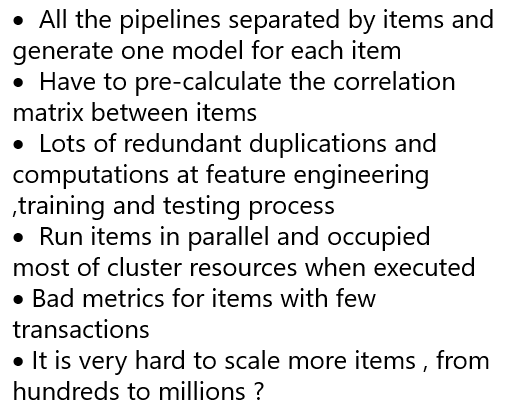 • All the pipelines separated by items and
generate one model for each item
• Have to pre-calculate the correlation
matrix between items
• Lots of redundant duplications and
computations at feature engineering
,training and testing process
• Run items in parallel and occupied
most of cluster resources when executed
• Bad metrics for items with few
transactions
• It is very hard to scale more items , from
hundreds to millions ?